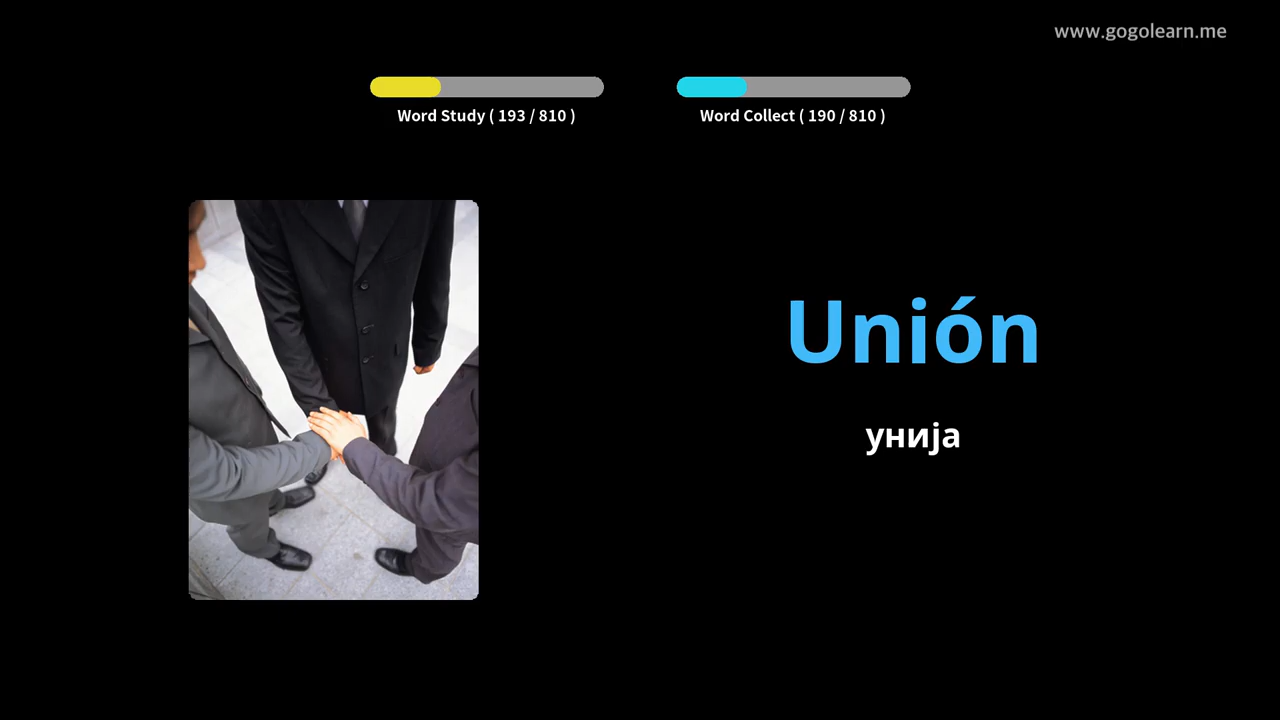 www.gogolearn.me
Word Study ( 193 / 810 )
Word Collect ( 190 / 810 )
Unión
унија